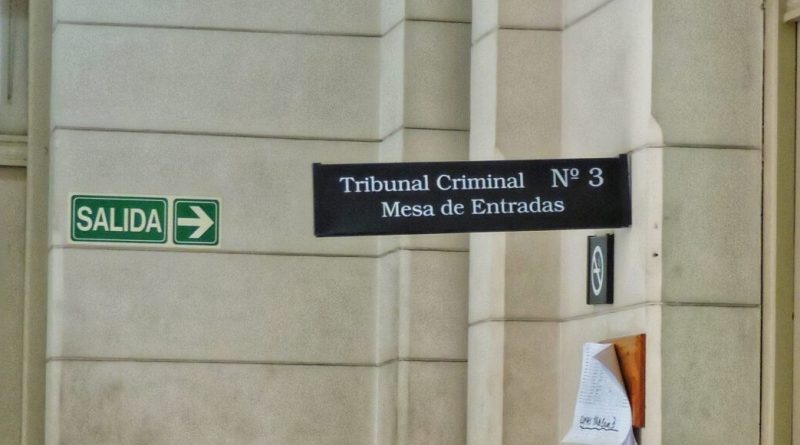 SALIDA
Tribunal Criminal Nº 3
Mesa de Entradas